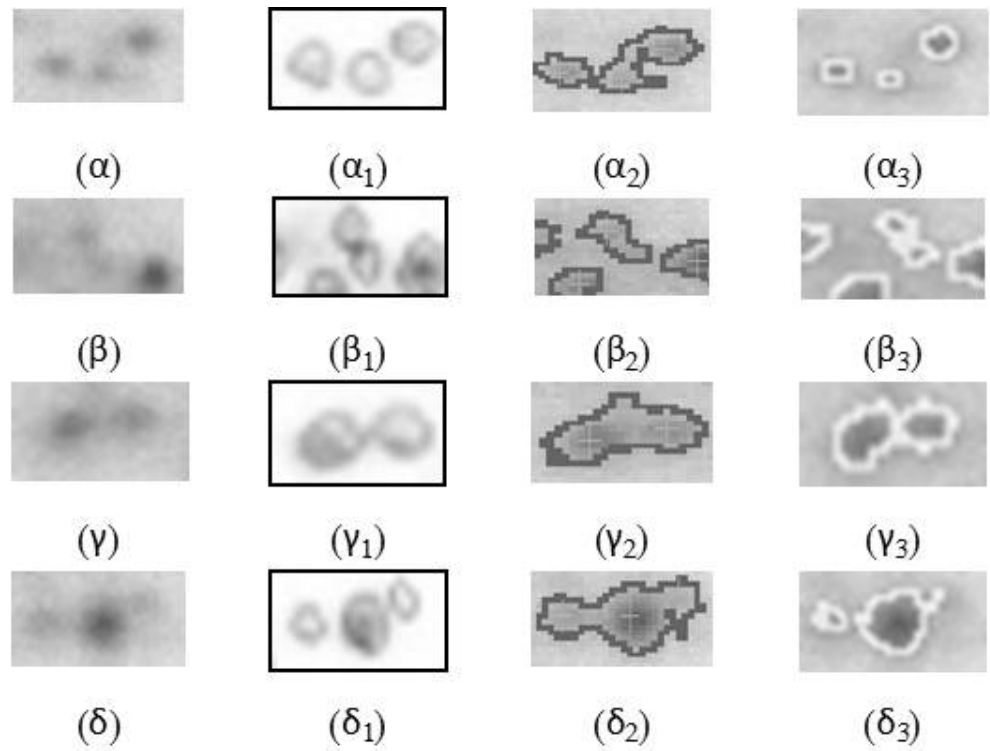 (α) (α₁) (α₂) (α₃)
(β) (β₁) (β₂) (β₃)
(γ) (γ₁) (γ₂) (γ₃)
(δ) (δ₁) (δ₂) (δ₃)